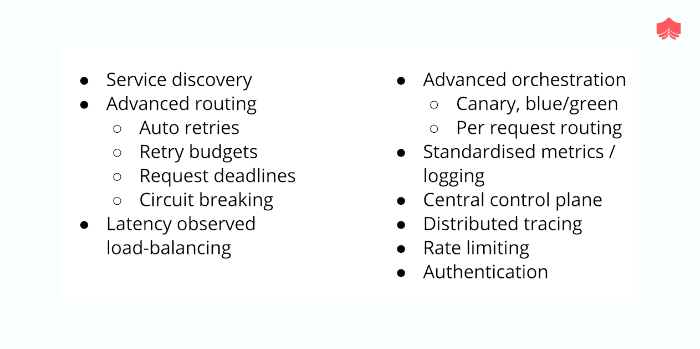 ● Service discovery
● Advanced routing
○ Auto retries
○ Retry budgets
○ Request deadlines
○ Circuit breaking
● Latency observed
load-balancing
● Advanced orchestration
○ Canary, blue/green
○ Per request routing
● Standardised metrics /
logging
● Central control plane
● Distributed tracing
● Rate limiting
● Authentication